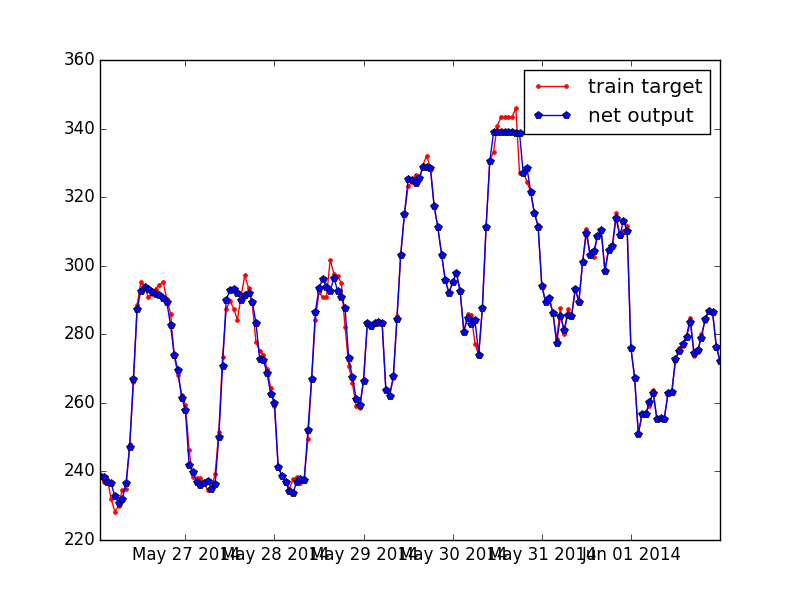 360
340
320
300
280
260
240
220
train target
net output
May 27 2014
May 28 2014
May 29 2014
May 30 2014
May 31 2014
Jun 01 2014